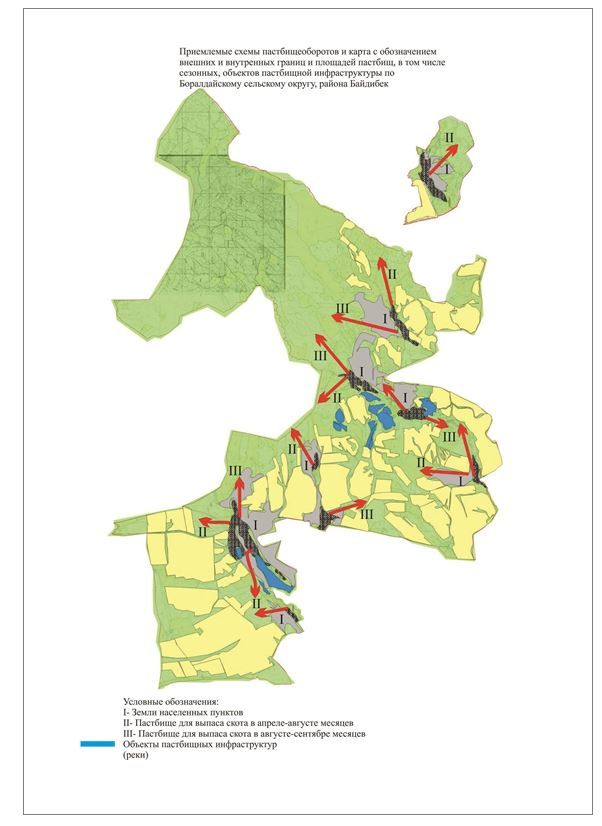 Приемлемые схемы пастбищеоборотов и карта с обозначением
внешних и внутренних границ и площадей пастбищ, в том числе
сезонных, объектов пастбищной инфраструктуры по
Боралдайскому сельскому округу, района Байдибек
II
I
II
III
I
III
I
II
I
III
II
I
II
I
III
III
I
II
II
I
Условные обозначения:
I- Земли населенных пунктов
II- Пастбище для выпаса скота в апреле-августе месяцев
III- Пастбище для выпаса скота в августе-сентябре месяцев
Объекты пастбищных инфраструктур
(реки)